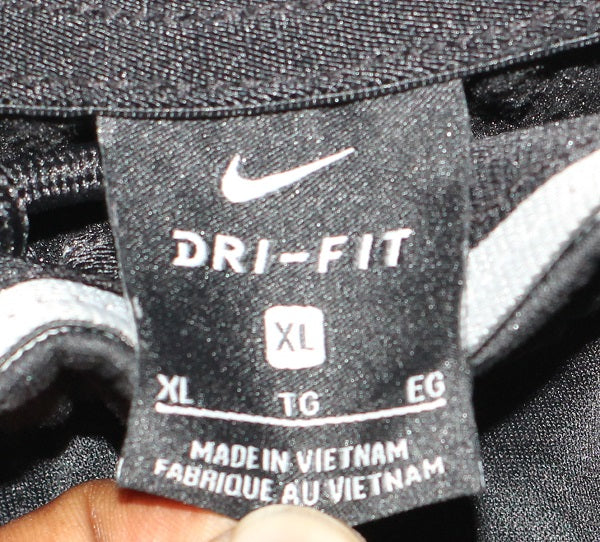 DRI-FIT
XL
XL TG EG
MADE IN VIETNAM
FABRIQUE AU VIETNAM